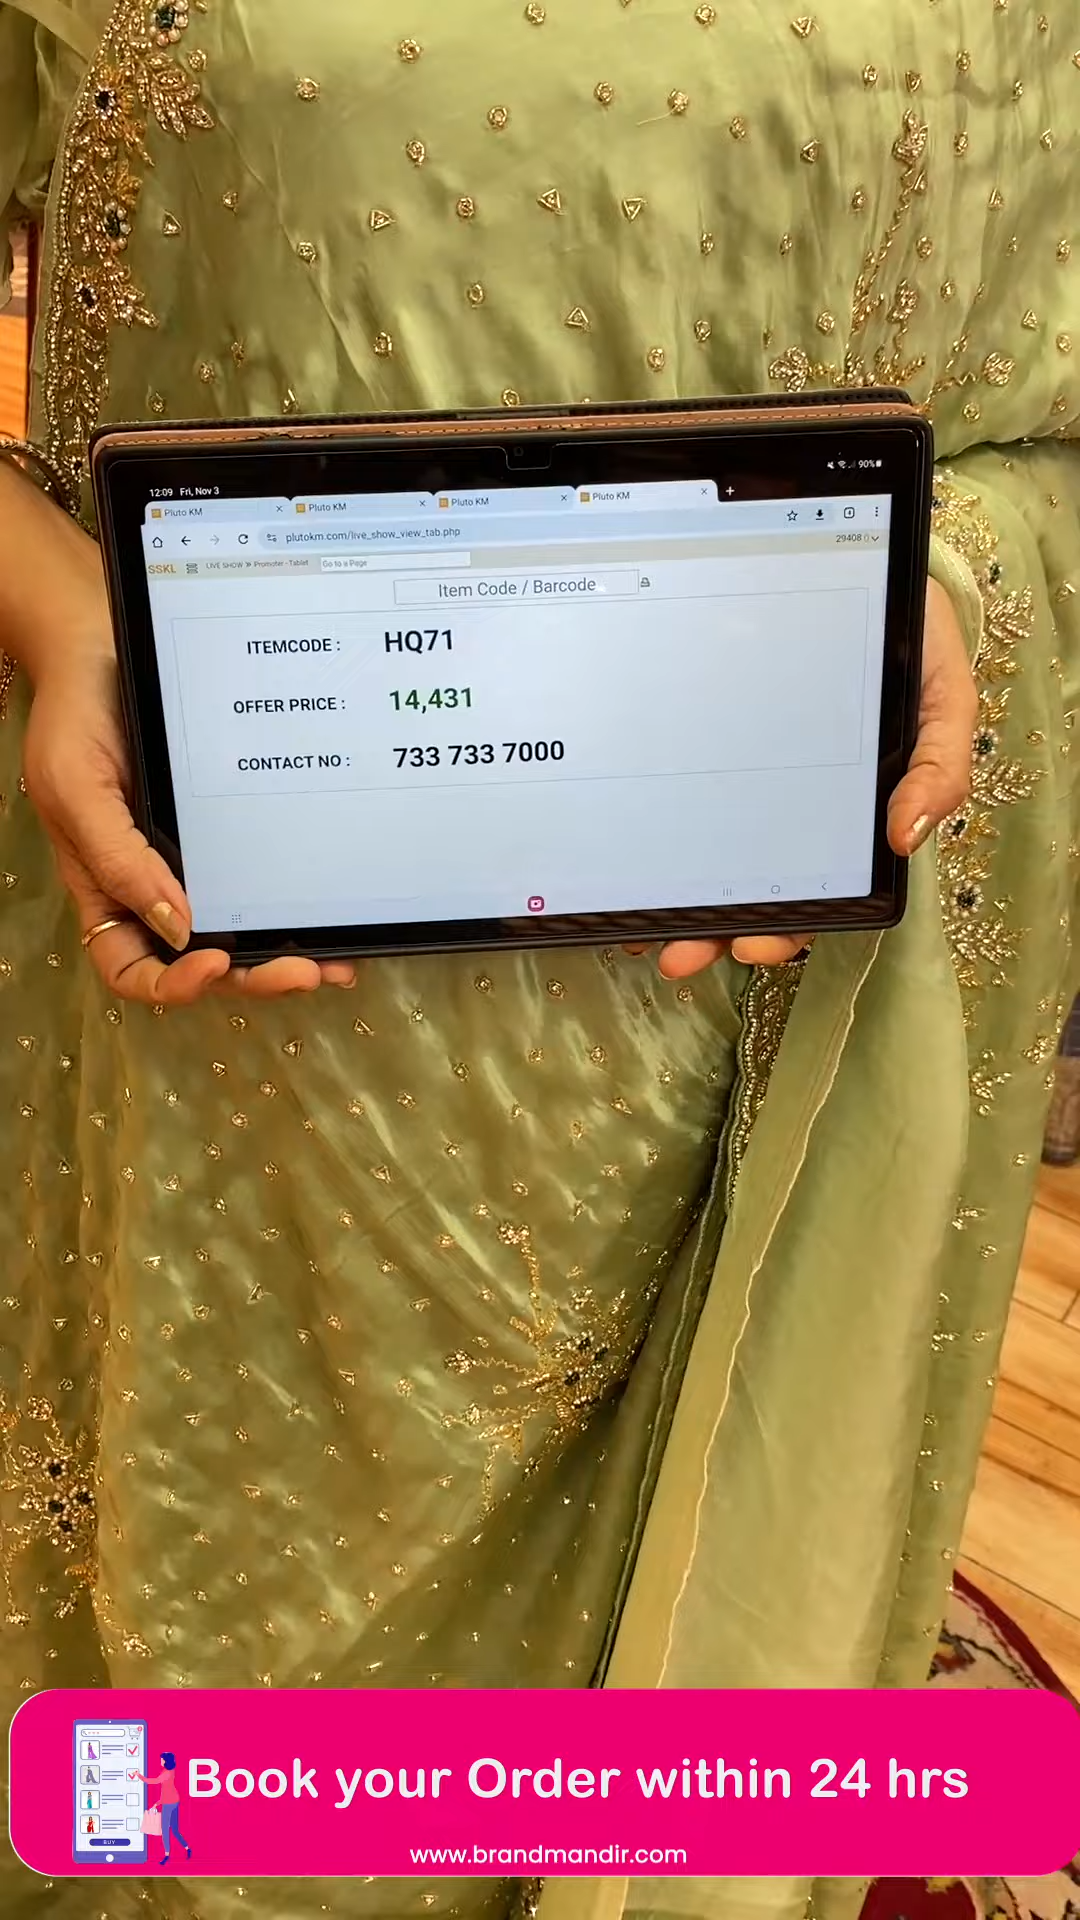 12:09 Fri, Nov 3
90%
Pluto KM
Pluto KM
Pluto KM
Pluto KM
plutokm.com/live_show_view_tab.php
29408
SSKL
LIVE SHOW » Promoter - Tablet
Go to a Page
Item Code / Barcode
ITEMCODE : HQ71
OFFER PRICE : 14,431
CONTACT NO : 733 733 7000
BUY
Book your Order within 24 hrs
www.brandmandir.com